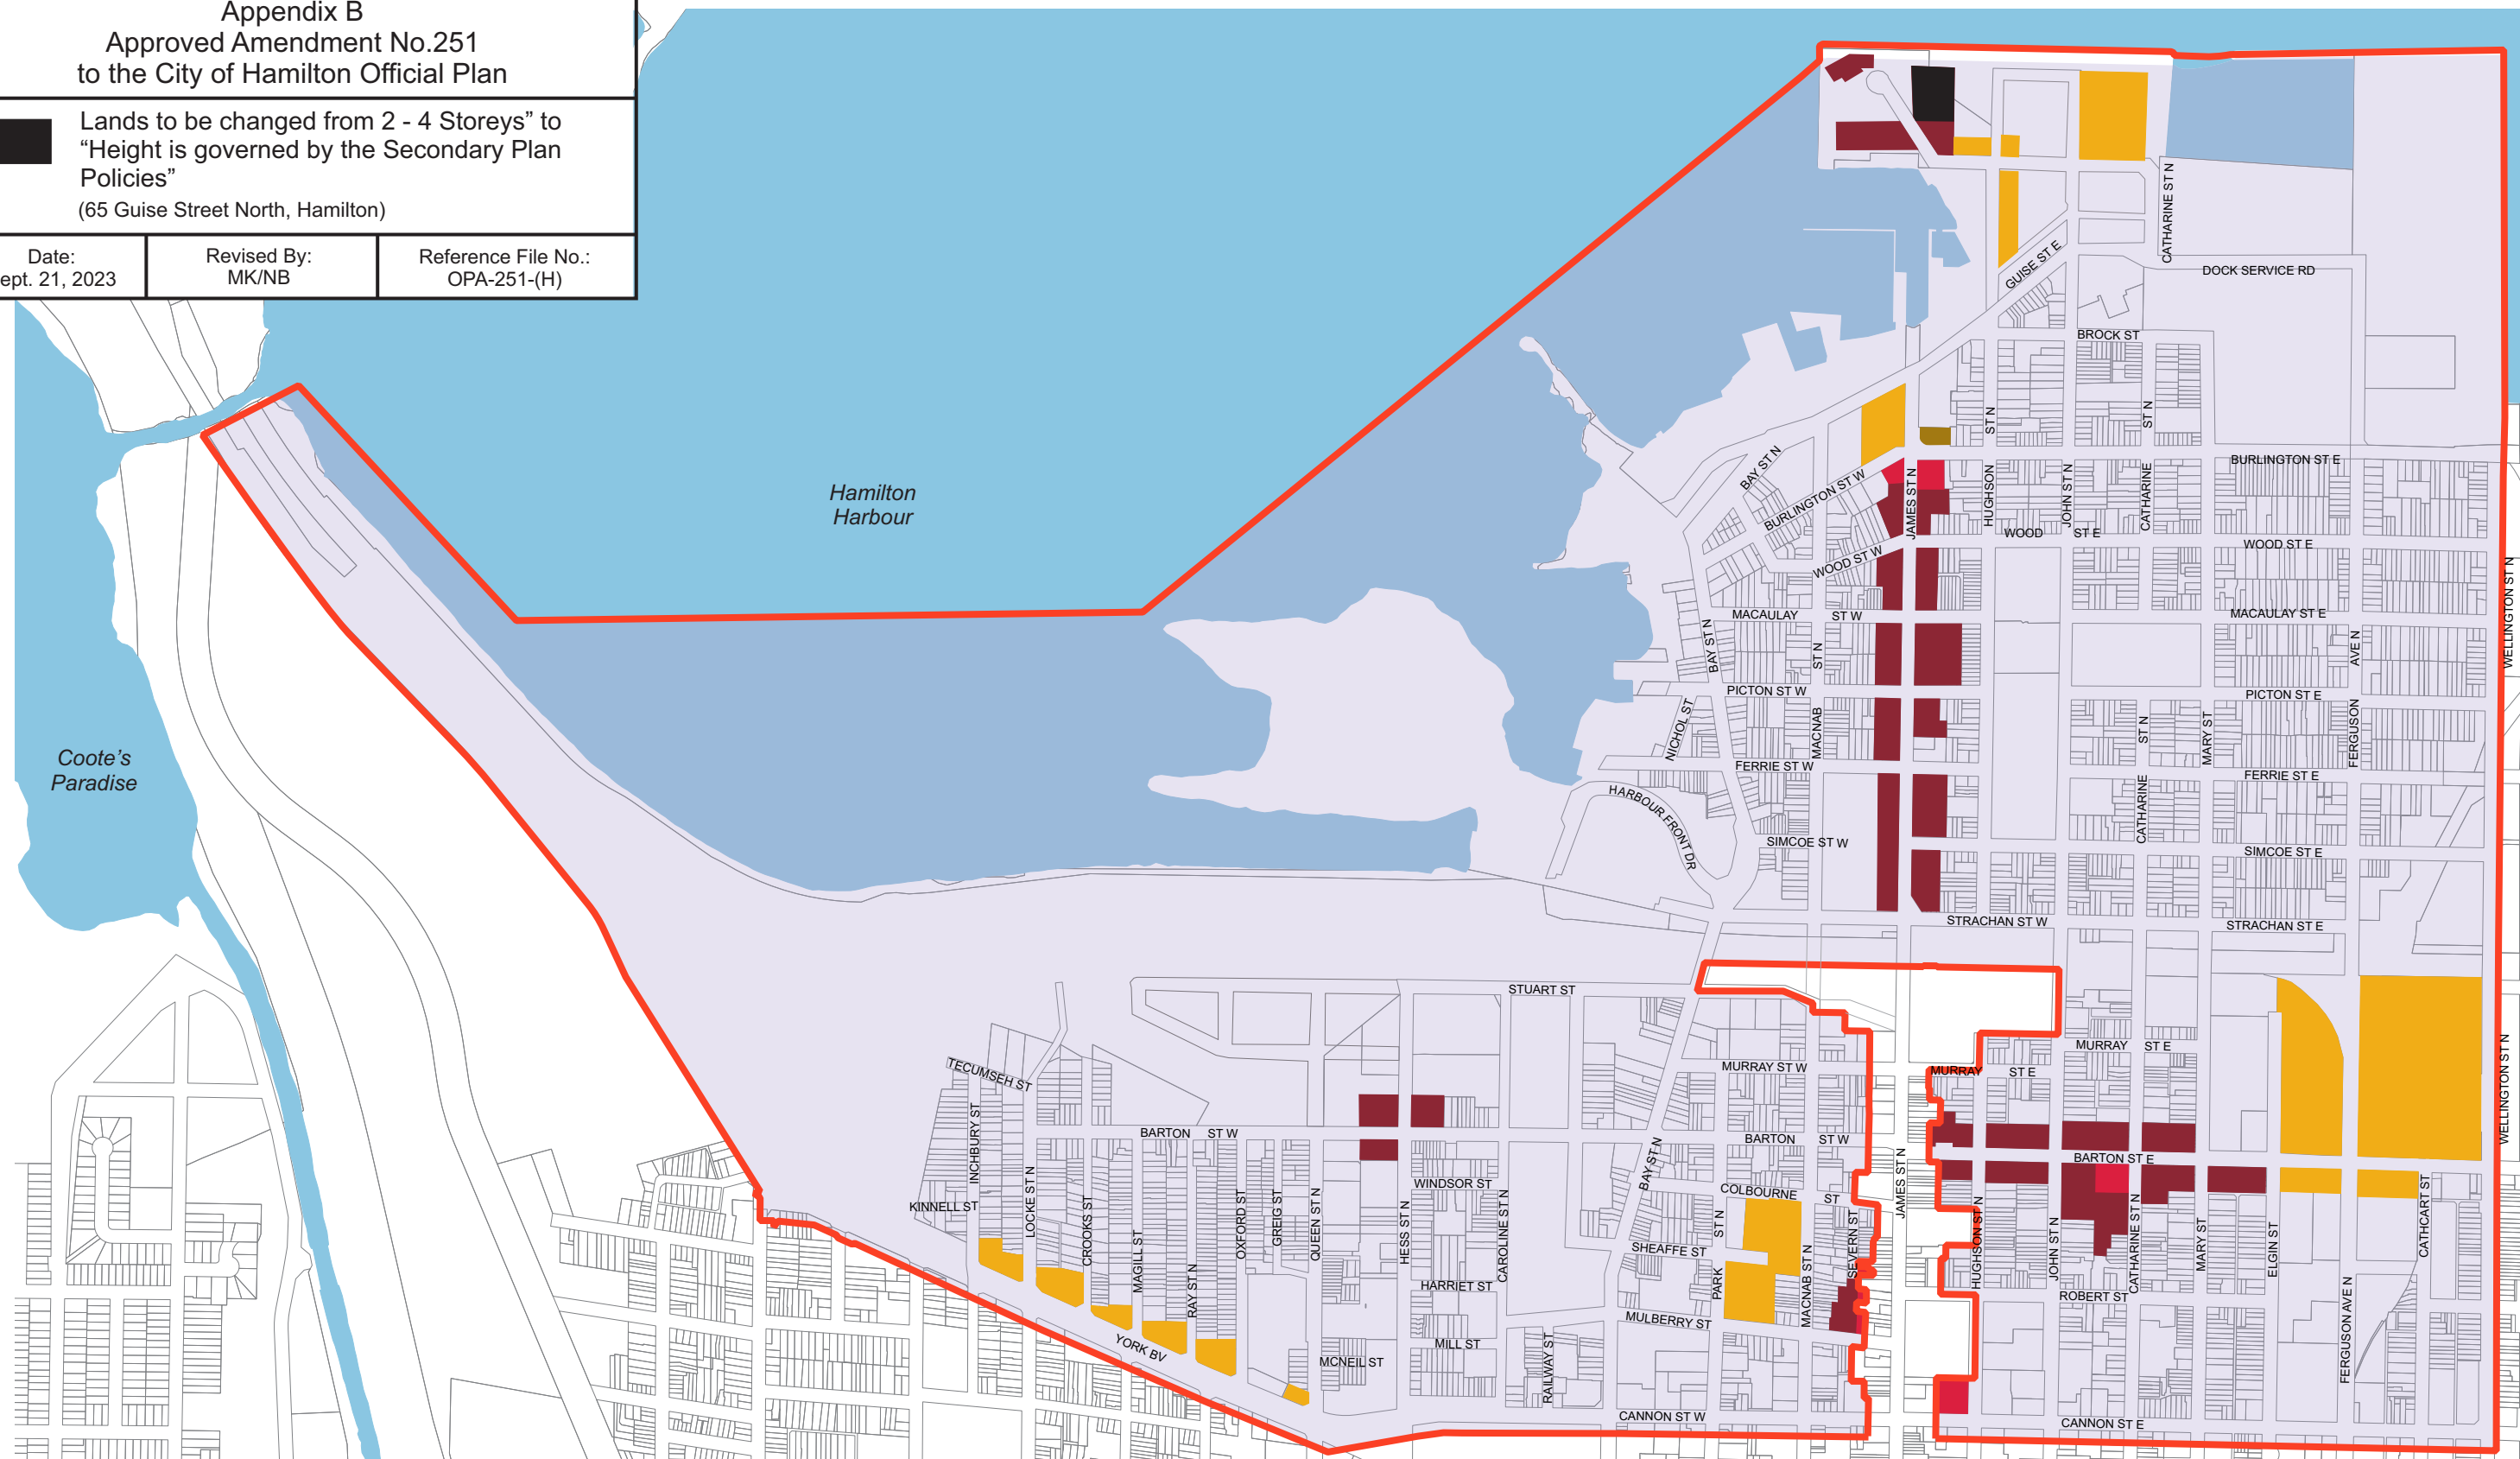 Appendix B
Approved Amendment No.251
to the City of Hamilton Official Plan
Lands to be changed from 2 - 4 Storeys” to
“Height is governed by the Secondary Plan
Policies”
(65 Guise Street North, Hamilton)
Date:
ept. 21, 2023
Revised By:
MK/NB
Reference File No.:
OPA-251-(H)
Hamilton
Harbour
Coote's
Paradise
CATHARINE ST N
GUISE ST E
DOCK SERVICE RD
BROCK ST
ST N
ST N
BAY ST N
BURLINGTON ST W
BURLINGTON ST E
JAMES ST N
HUGHSON
JOHN ST N
CATHARINE
WOOD ST W
WOOD
ST E
WOOD ST E
WELLINGTON ST N
MACAULAY
ST W
MACAULAY ST E
BAY ST N
ST N
AVE N
PICTON ST W
PICTON ST E
NICHOL ST
MACNAB
ST N
MARY ST
FERGUSON
FERRIE ST W
FERRIE ST E
HARBOUR FRONT DR
CATHARINE
SIMCOE ST W
SIMCOE ST E
STRACHAN ST W
STRACHAN ST E
STUART ST
MURRAY
ST E
MURRAY ST W
MURRAY
ST E
TECUMSEH ST
INCHBURY ST
BARTON
ST W
BARTON
ST W
BARTON ST E
WELLINGTON ST N
KINNELL ST
LOCKE ST N
CROOKS ST
MAGILL ST
RAY ST N
OXFORD ST
GREIG ST
QUEEN ST N
HESS ST N
WINDSOR ST
CAROLINE ST N
BAY ST N
COLBOURNE
ST
JAMES ST N
SHEAFFE ST
ST N
PARK
MACNAB ST N
SEVERN ST
HUGHSON ST N
JOHN ST N
CATHARINE ST N
MARY ST
ELGIN ST
CATHCART ST
HARRIET ST
ROBERT ST
MULBERRY ST
YORK BV
MCNEIL ST
MILL ST
RAILWAY ST
FERGUSON AVE N
CANNON ST W
CANNON ST E